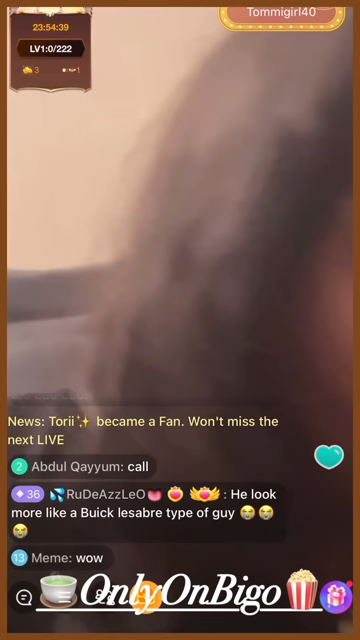 Tommigirl40
23:54:39
LV1:0/222
3
1
News: Torii✨ became a Fan. Won't miss the
next LIVE
2 Abdul Qayyum: call
36 💦RuDeAzzLeO👅 : He look
more like a Buick lesabre type of guy 😭 😭
😭
13 Meme: wow
🍵OnlyOnBigo🍿